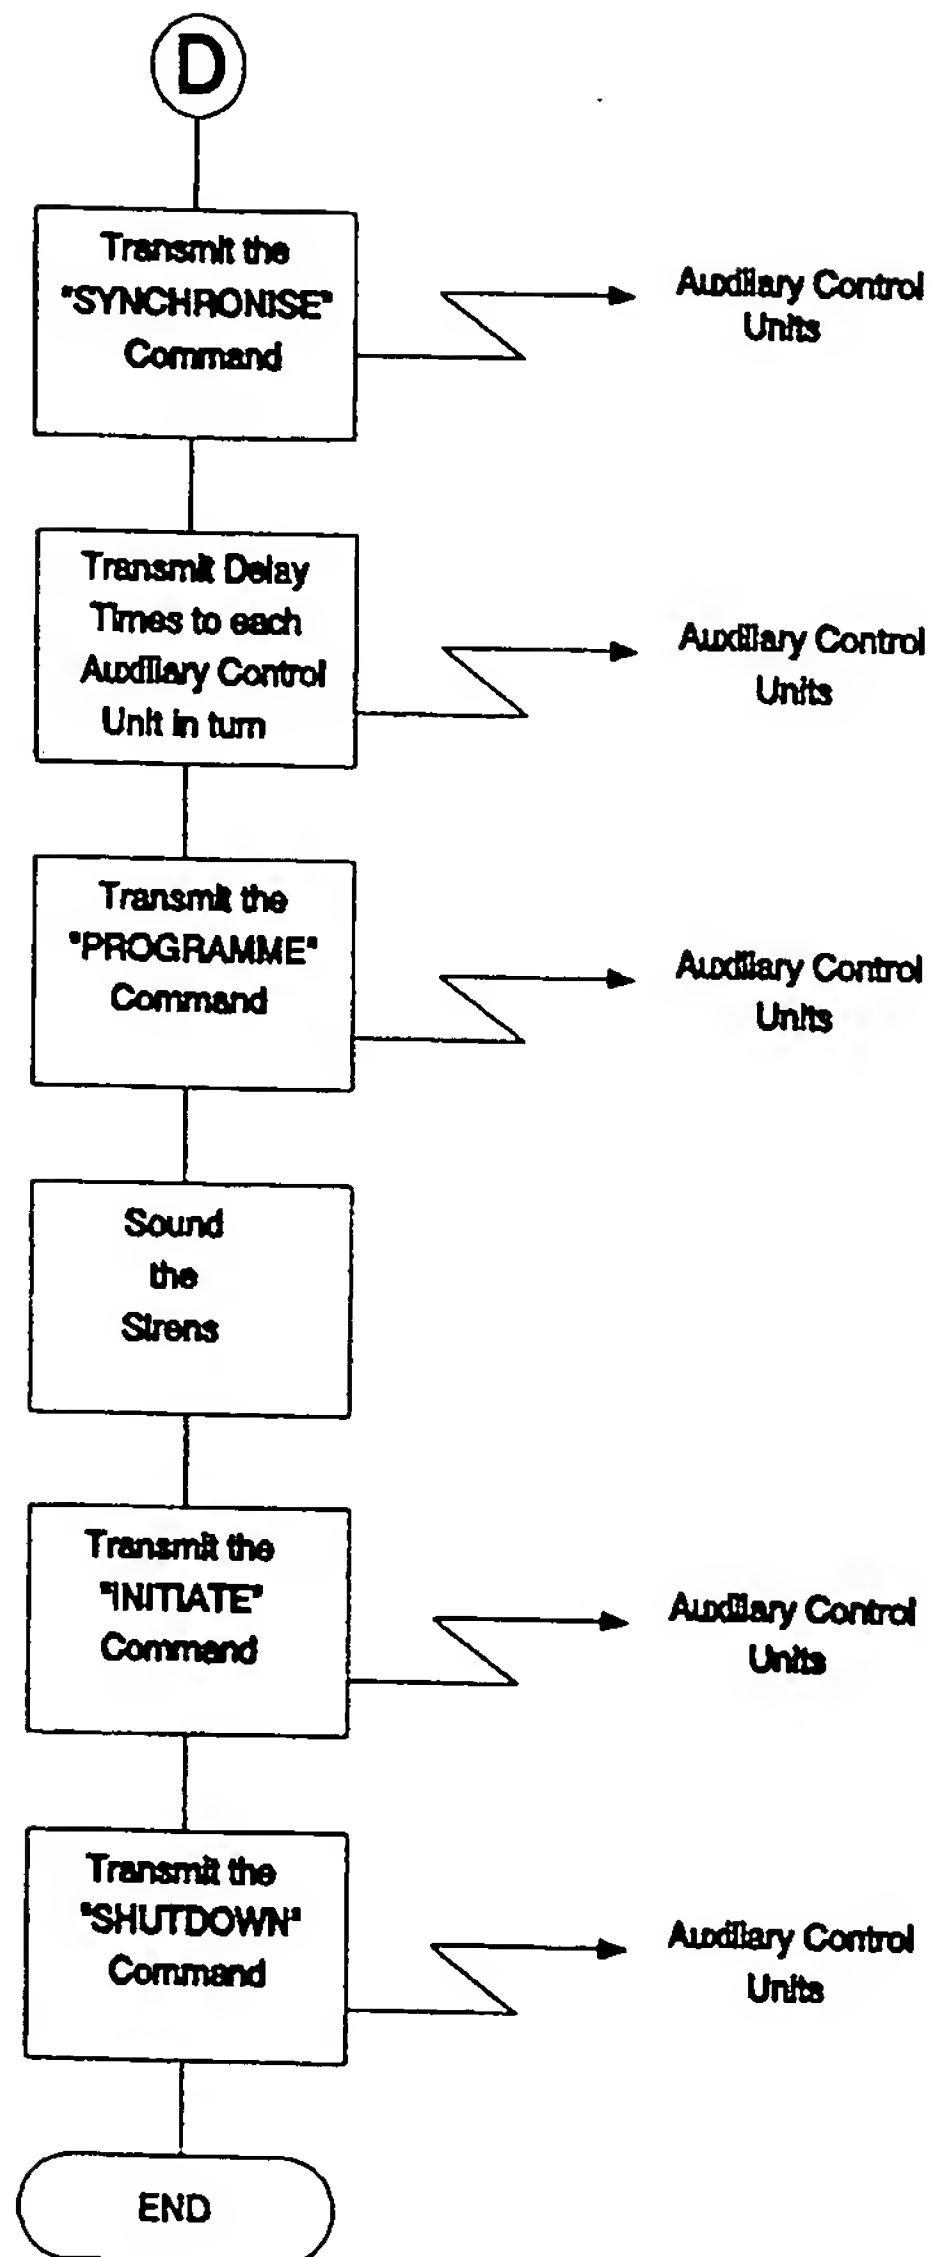 D
Transmit the
"SYNCHRONISE"
Command
Auxiliary Control
Units
Transmit Delay
Times to each
Auxiliary Control
Unit in turn
Auxiliary Control
Units
Transmit the
"PROGRAMME"
Command
Auxiliary Control
Units
Sound
the
Sirens
Transmit the
"INITIATE"
Command
Auxiliary Control
Units
Transmit the
"SHUTDOWN"
Command
Auxiliary Control
Units
END